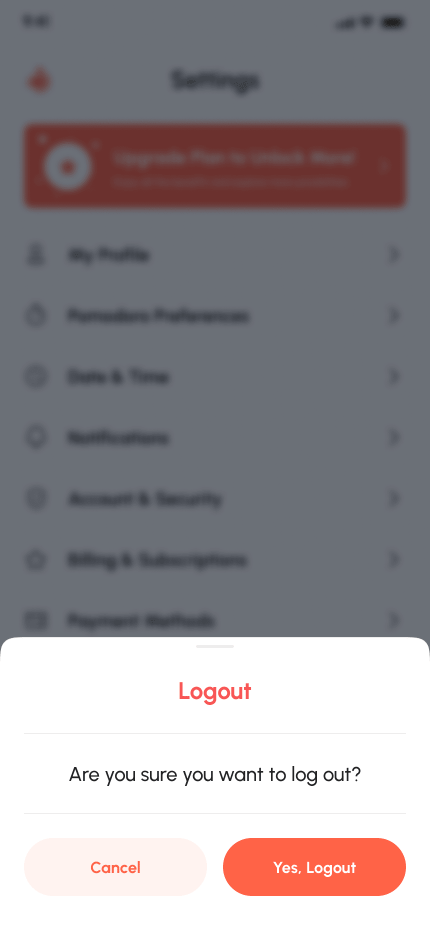 9:41
Settings
Upgrade Plan to Unlock More!
My Profile
Pomodoro Preferences
Date & Time
Notifications
Account & Security
Billing & Subscriptions
Payment Methods
Logout
Are you sure you want to log out?
Cancel
Yes, Logout